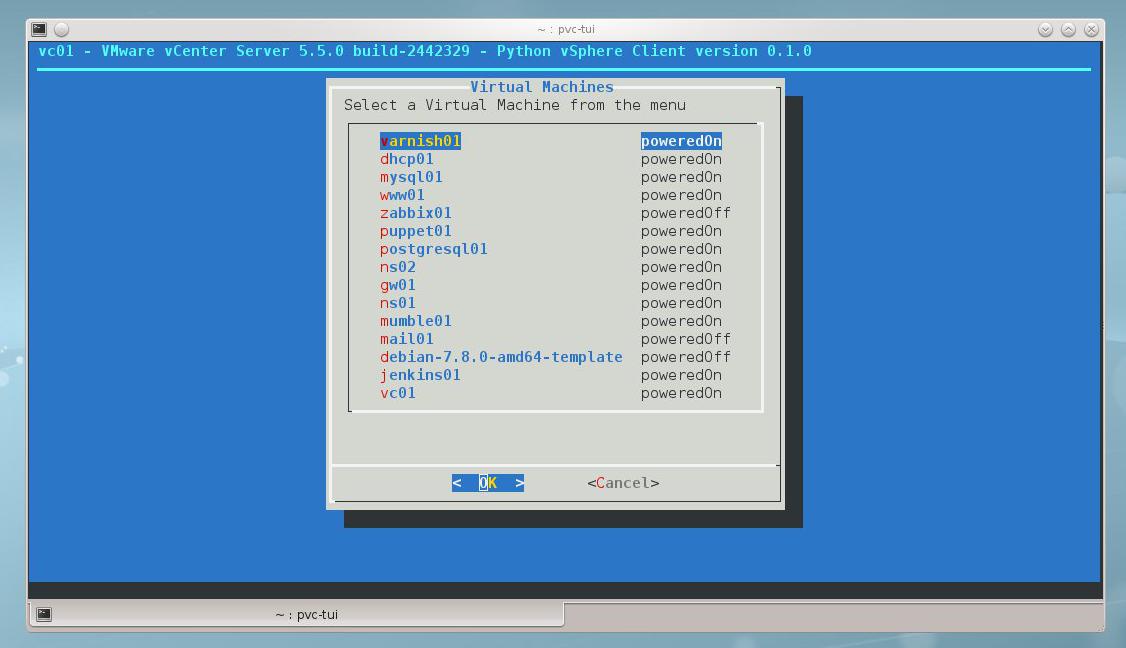 ~ : pvc-tui
vc01 - VMware vCenter Server 5.5.0 build-2442329 - Python vSphere Client version 0.1.0
Virtual Machines
Select a Virtual Machine from the menu
varnish01 poweredOn
dhcp01 poweredOn
mysql01 poweredOn
www01 poweredOn
zabbix01 poweredOff
puppet01 poweredOn
postgresql01 poweredOn
ns02 poweredOn
gw01 poweredOn
ns01 poweredOn
mumble01 poweredOn
mail01 poweredOff
debian-7.8.0-amd64-template poweredOff
jenkins01 poweredOn
vc01 poweredOn
<  OK  > <Cancel>
~ : pvc-tui